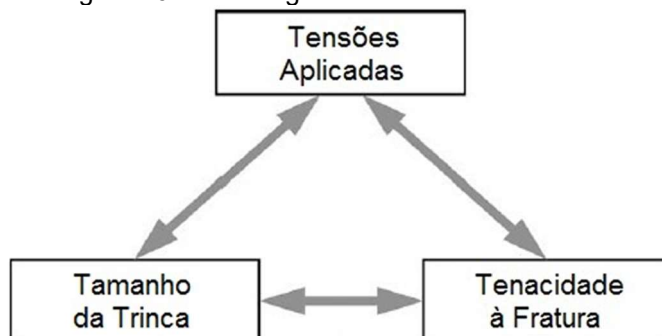 Tensões
Aplicadas
Tamanho
da Trinca
Tenacidade
à Fratura